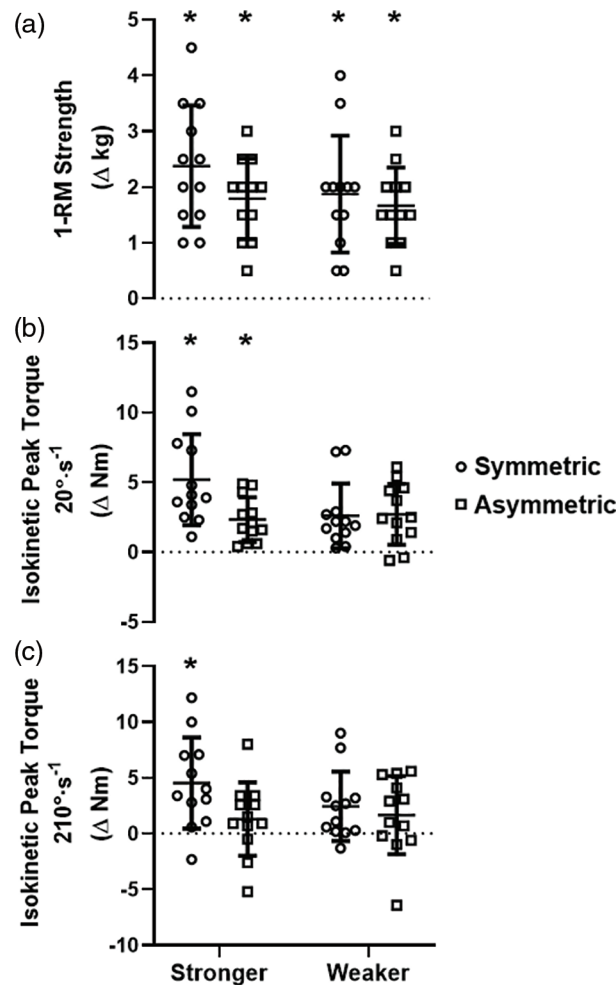 (a)
* * * *
1-RM Strength
(Δ kg)
5
4
3
2
1
0
(b)
* *
Isokinetic Peak Torque
20°·s⁻¹
(Δ Nm)
15
10
5
0
-5
Symmetric
Asymmetric
(c)
*
Isokinetic Peak Torque
210°·s⁻¹
(Δ Nm)
15
10
5
0
-5
-10
Stronger Weaker